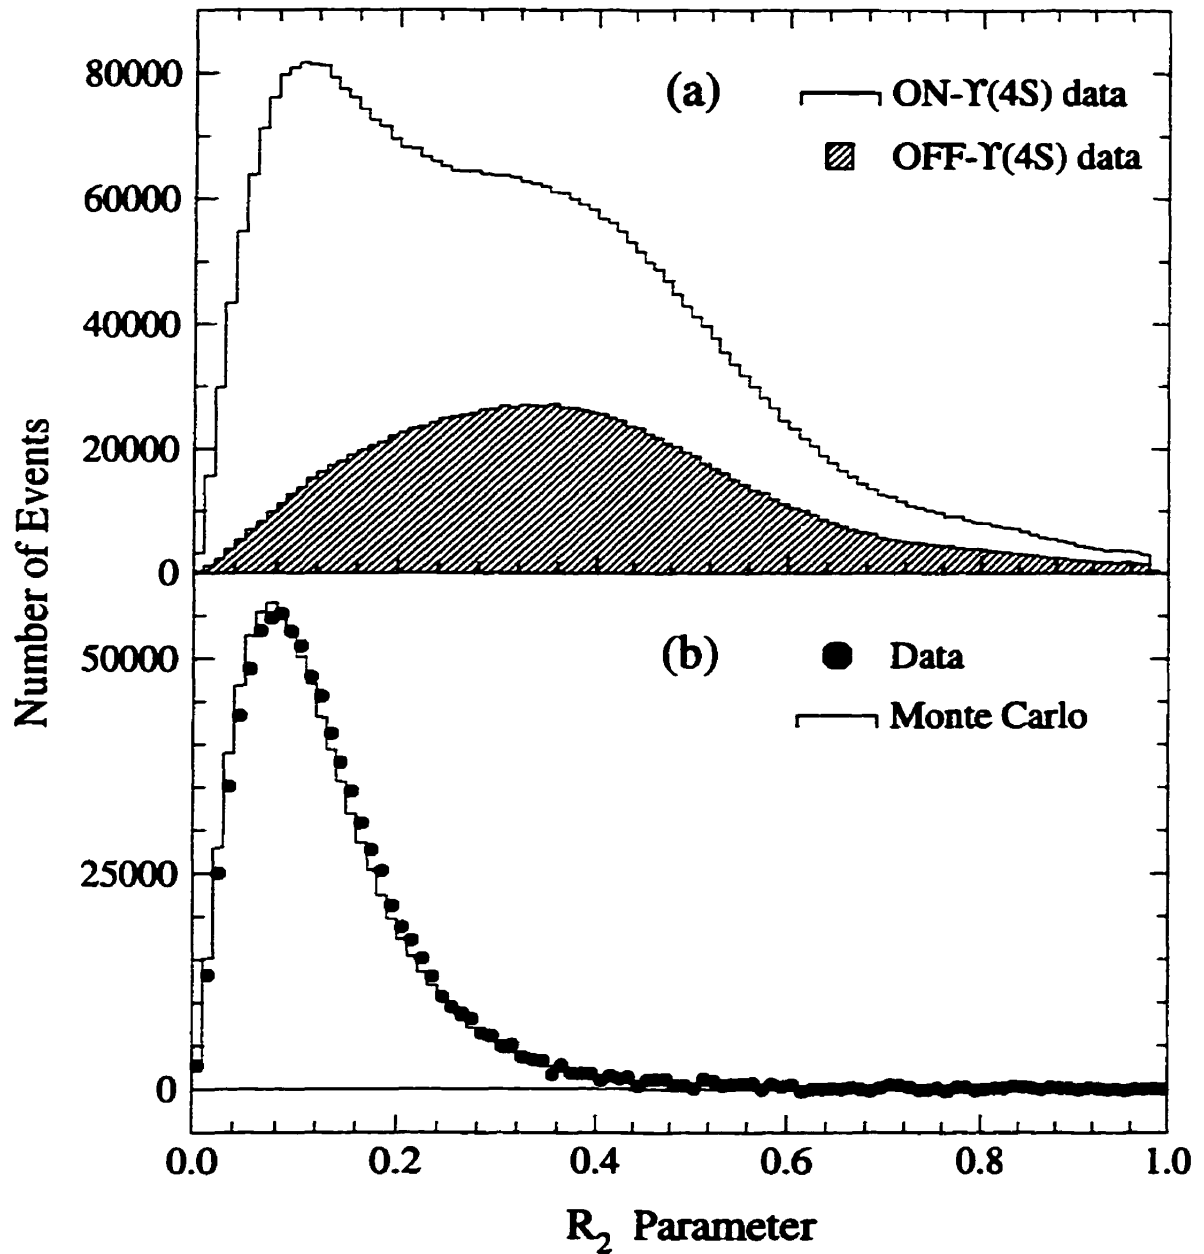 80000
60000
40000
20000
0
(a)
ON-ϒ(4S) data
OFF-ϒ(4S) data
Number of Events
50000
25000
0
(b)
Data
Monte Carlo
0.0 0.2 0.4 0.6 0.8 1.0
R₂ Parameter